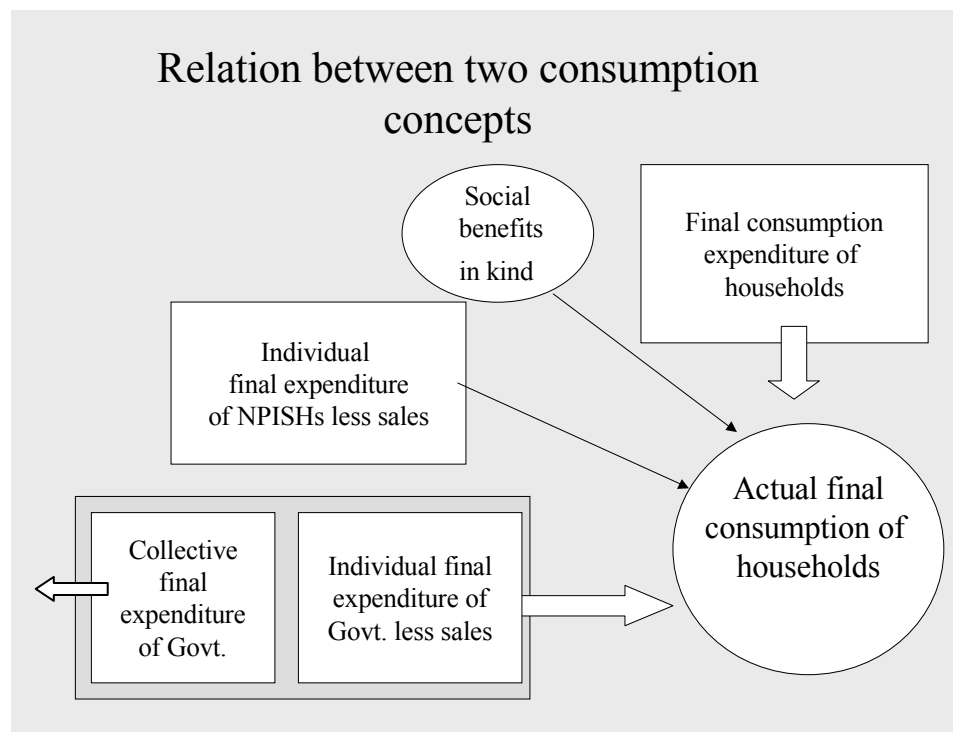 Relation between two consumption
concepts
Social
benefits
in kind
Final consumption
expenditure of
households
Individual
final expenditure
of NPISHs less sales
Actual final
consumption of
households
Collective
final
expenditure
of Govt.
Individual final
expenditure of
Govt. less sales